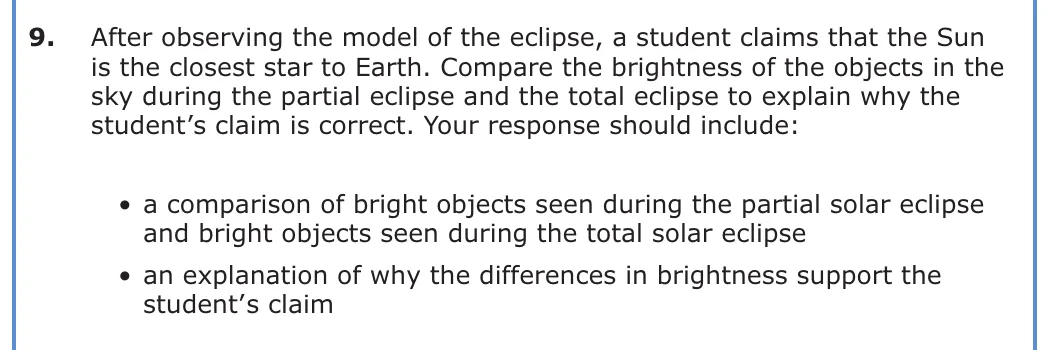 9. After observing the model of the eclipse, a student claims that the Sun
is the closest star to Earth. Compare the brightness of the objects in the
sky during the partial eclipse and the total eclipse to explain why the
student’s claim is correct. Your response should include:
• a comparison of bright objects seen during the partial solar eclipse
and bright objects seen during the total solar eclipse
• an explanation of why the differences in brightness support the
student’s claim